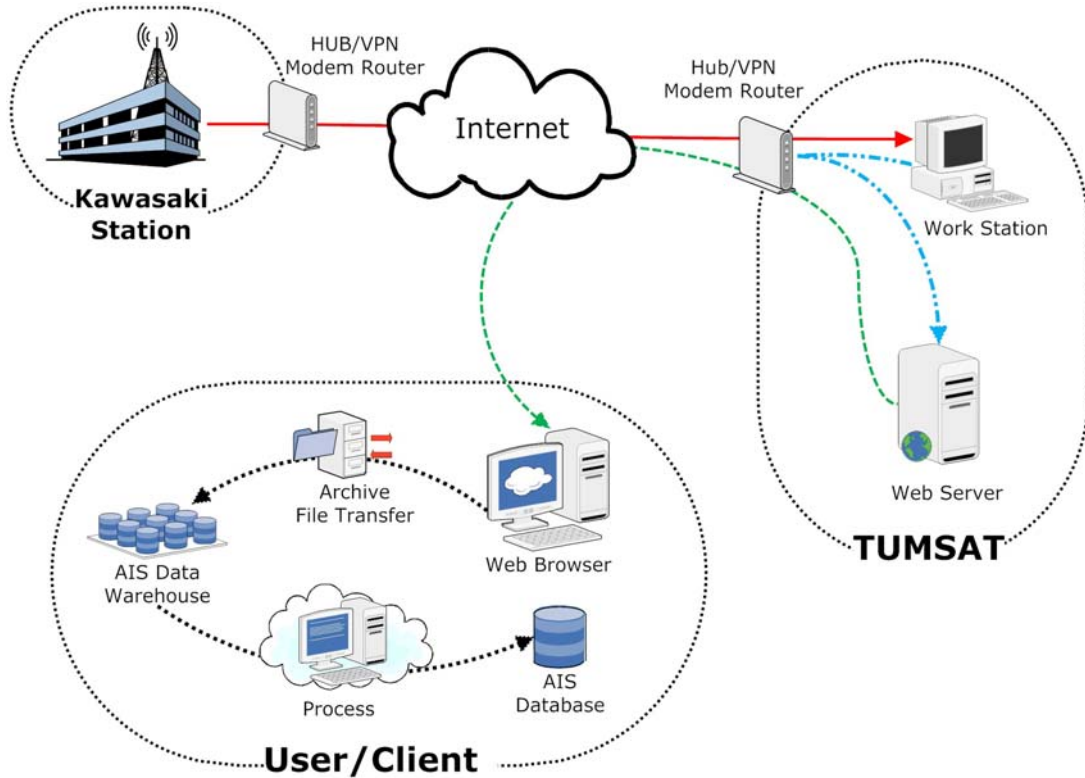 HUB/VPN
Modem Router
Hub/VPN
Modem Router
Internet
Kawasaki
Station
Work Station
Web Server
TUMSAT
Archive
File Transfer
Web Browser
AIS Data
Warehouse
Process
AIS
Database
User/Client